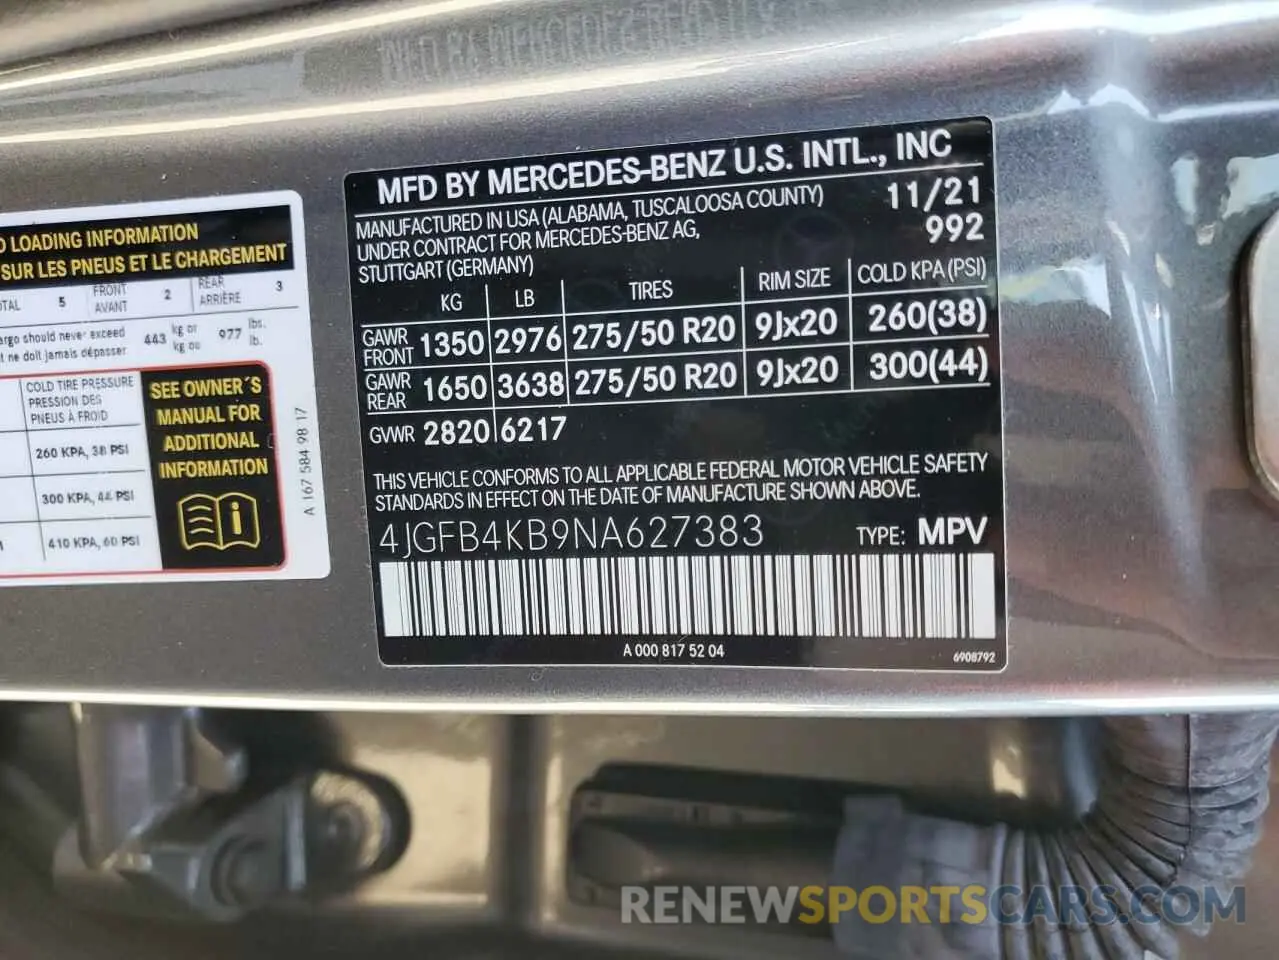 MFD BY MERCEDES-BENZ U.S. INTL., INC
MANUFACTURED IN USA (ALABAMA, TUSCALOOSA COUNTY) 11/21
UNDER CONTRACT FOR MERCEDES-BENZ AG, 992
STUTTGART (GERMANY)
KG LB TIRES RIM SIZE COLD KPA (PSI)
GAWR FRONT 1350 2976 275/50 R20 9Jx20 260(38)
GAWR REAR 1650 3638 275/50 R20 9Jx20 300(44)
GVWR 2820 6217
THIS VEHICLE CONFORMS TO ALL APPLICABLE FEDERAL MOTOR VEHICLE SAFETY
STANDARDS IN EFFECT ON THE DATE OF MANUFACTURE SHOWN ABOVE.
4JGFB4KB9NA627383 TYPE: MPV
A 000 817 52 04
6908792
LOADING INFORMATION
SUR LES PNEUS ET LE CHARGEMENT
5 FRONT AVANT 2 REAR ARRIÈRE 3
should never exceed 443 kg or 977 lbs.
ne doit jamais dépasser kg ou lb.
COLD TIRE PRESSURE
PRESSION DES
PNEUS À FROID
260 KPA, 38 PSI
300 KPA, 44 PSI
410 KPA, 60 PSI
SEE OWNER´S
MANUAL FOR
ADDITIONAL
INFORMATION
A 167 584 98 17
RENEWSPORTSCARS.COM